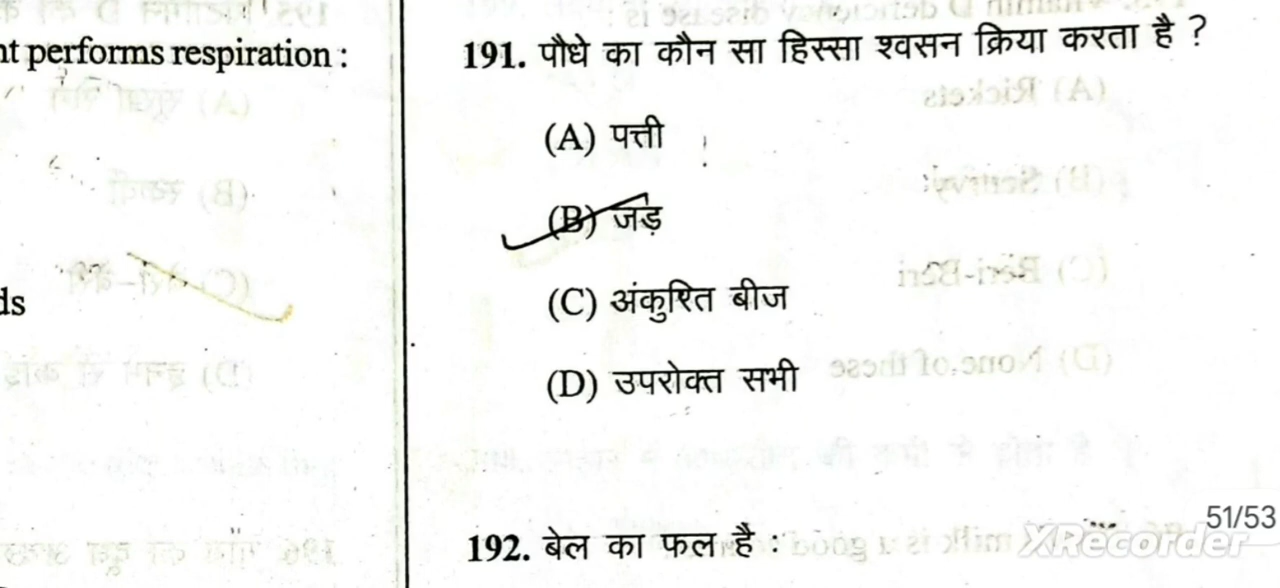 nt performs respiration :
ds
191. पौधे का कौन सा हिस्सा श्वसन क्रिया करता है ?
(A) पत्ती
(B) जड़
(C) अंकुरित बीज
(D) उपरोक्त सभी
192. बेल का फल है :
51/53
XRecorder